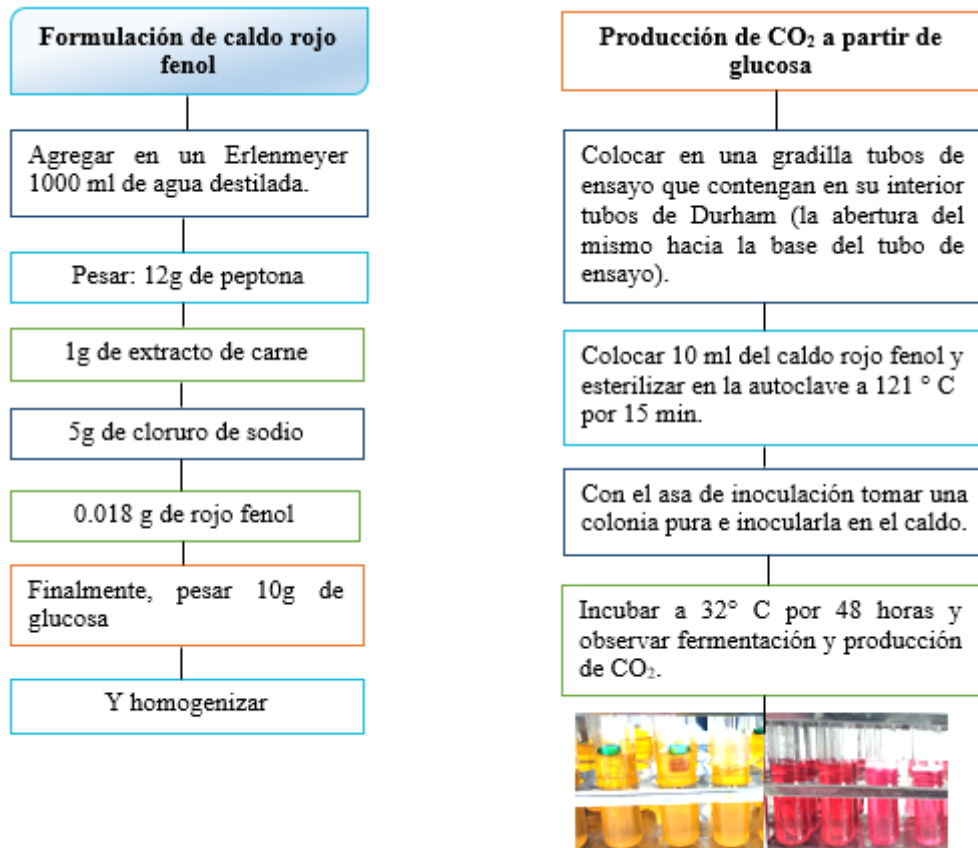 Formulación de caldo rojo
fenol
Agregar en un Erlenmeyer
1000 ml de agua destilada.
Pesar: 12g de peptona
1g de extracto de carne
5g de cloruro de sodio
0.018 g de rojo fenol
Finalmente, pesar 10g de
glucosa
Y homogenizar
Producción de CO₂ a partir de
glucosa
Colocar en una gradilla tubos de
ensayo que contengan en su interior
tubos de Durham (la abertura del
mismo hacia la base del tubo de
ensayo).
Colocar 10 ml del caldo rojo fenol y
esterilizar en la autoclave a 121 ° C
por 15 min.
Con el asa de inoculación tomar una
colonia pura e inocularla en el caldo.
Incubar a 32° C por 48 horas y
observar fermentación y producción
de CO₂.